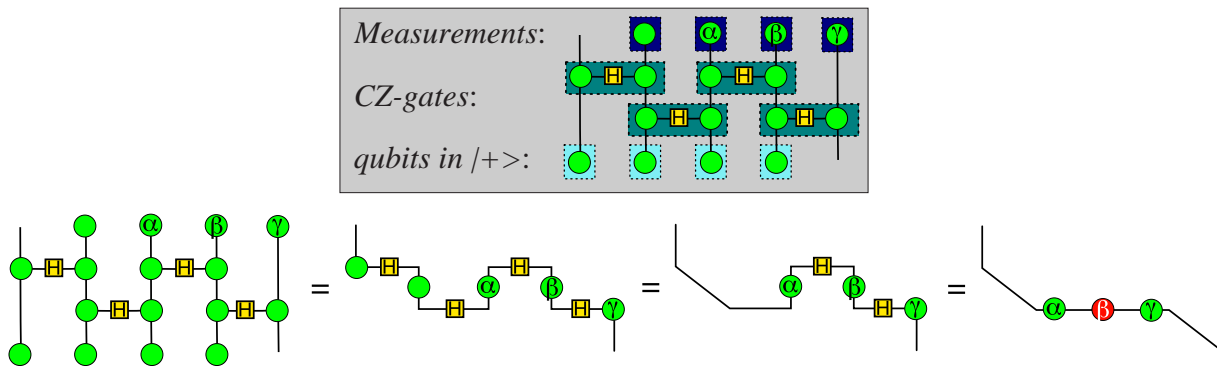 Measurements: α β γ
H H
CZ-gates:
H H
qubits in /+>:
α β γ
H H H H
H H = α β = α β = α β γ
H H γ H γ